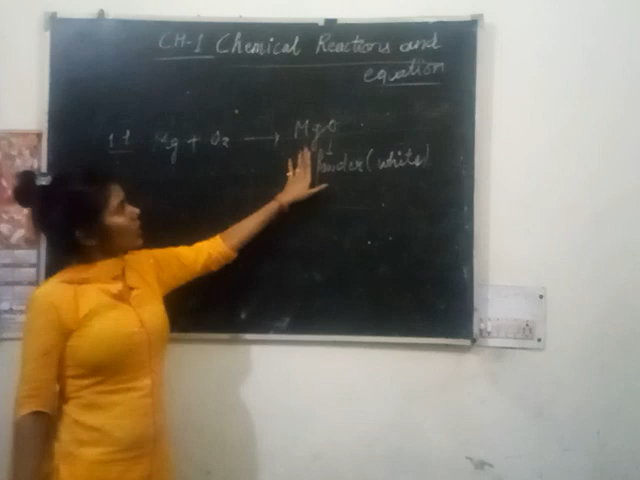 CH-1 Chemical Reactions and
equation
1.1 Mg + O2 → MgO
↓
Powder (white)